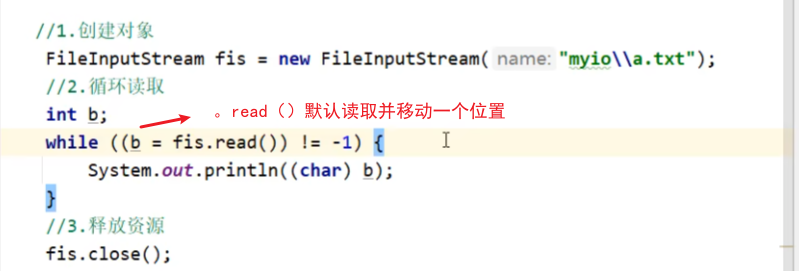 //1.创建对象
FileInputStream fis = new FileInputStream( name: "myio\\a.txt");
//2.循环读取
int b;
。read（）默认读取并移动一个位置
while ((b = fis.read()) != -1) {
System.out.println((char) b);
}
//3.释放资源
fis.close();